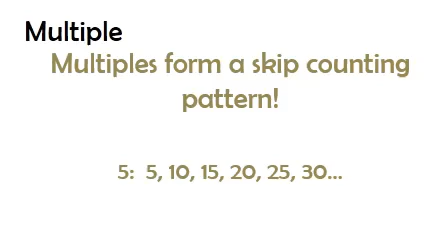 Multiple
Multiples form a skip counting
pattern!
5: 5, 10, 15, 20, 25, 30...